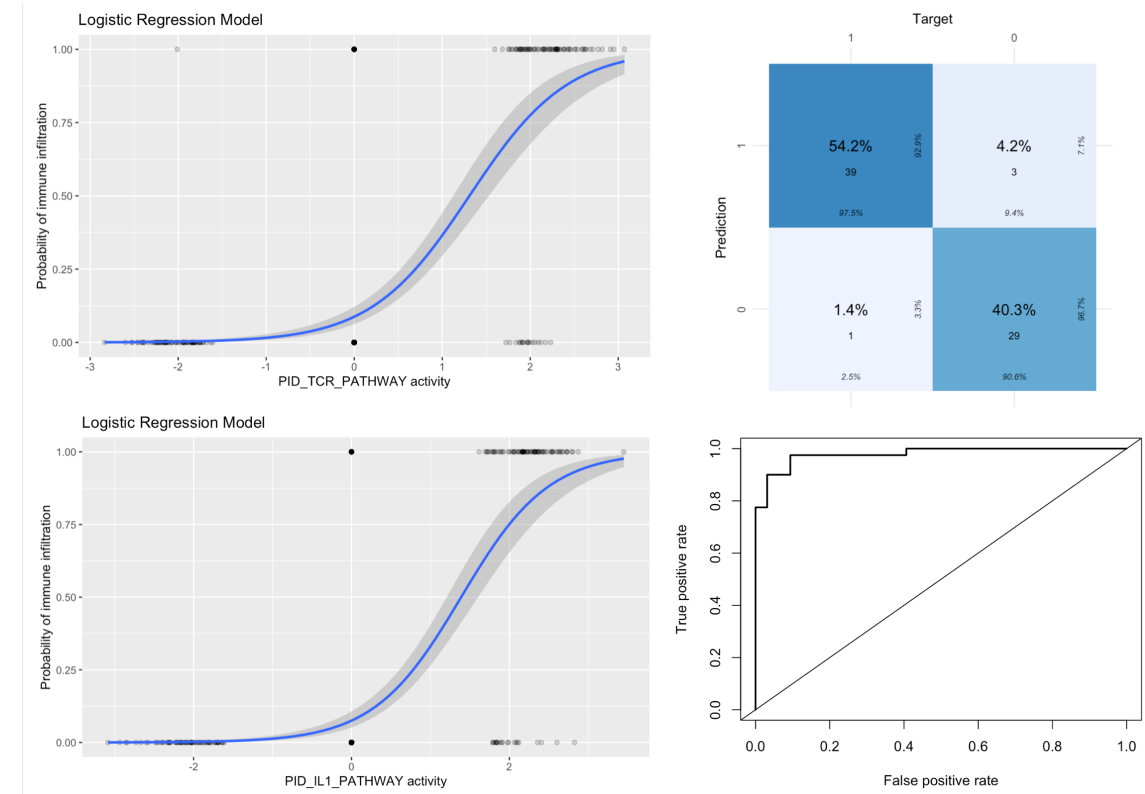 Logistic Regression Model
Probability of immune infiltration
1.00
0.75
0.50
0.25
0.00
-3 -2 -1 0 1 2 3
PID_TCR_PATHWAY activity
Target
1 0
Prediction
1
54.2% 92.9% 4.2% 7.1%
39 3
97.5% 9.4%
0
1.4% 3.3% 40.3% 96.7%
1 29
2.5% 90.6%
Logistic Regression Model
Probability of immune infiltration
1.00
0.75
0.50
0.25
0.00
-2 0 2
PID_IL1_PATHWAY activity
True positive rate
1.0
0.8
0.6
0.4
0.2
0.0
0.0 0.2 0.4 0.6 0.8 1.0
False positive rate